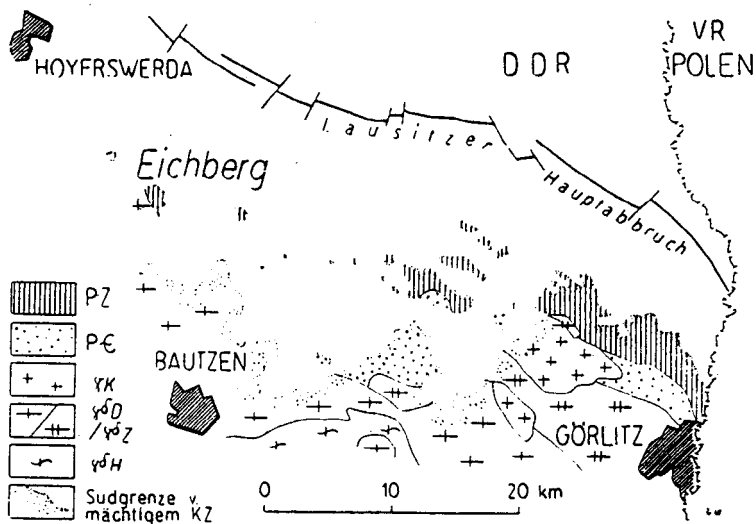 HOYERSWERDA
DDR
VR
POLEN
Lausitzer
Hauptabbruch
Eichberg
PZ
P€
BAUTZEN
GÖRLITZ
γK
γδD
/γδZ
γδH
Südgrenze v.
mächtigem KZ
0 10 20 km